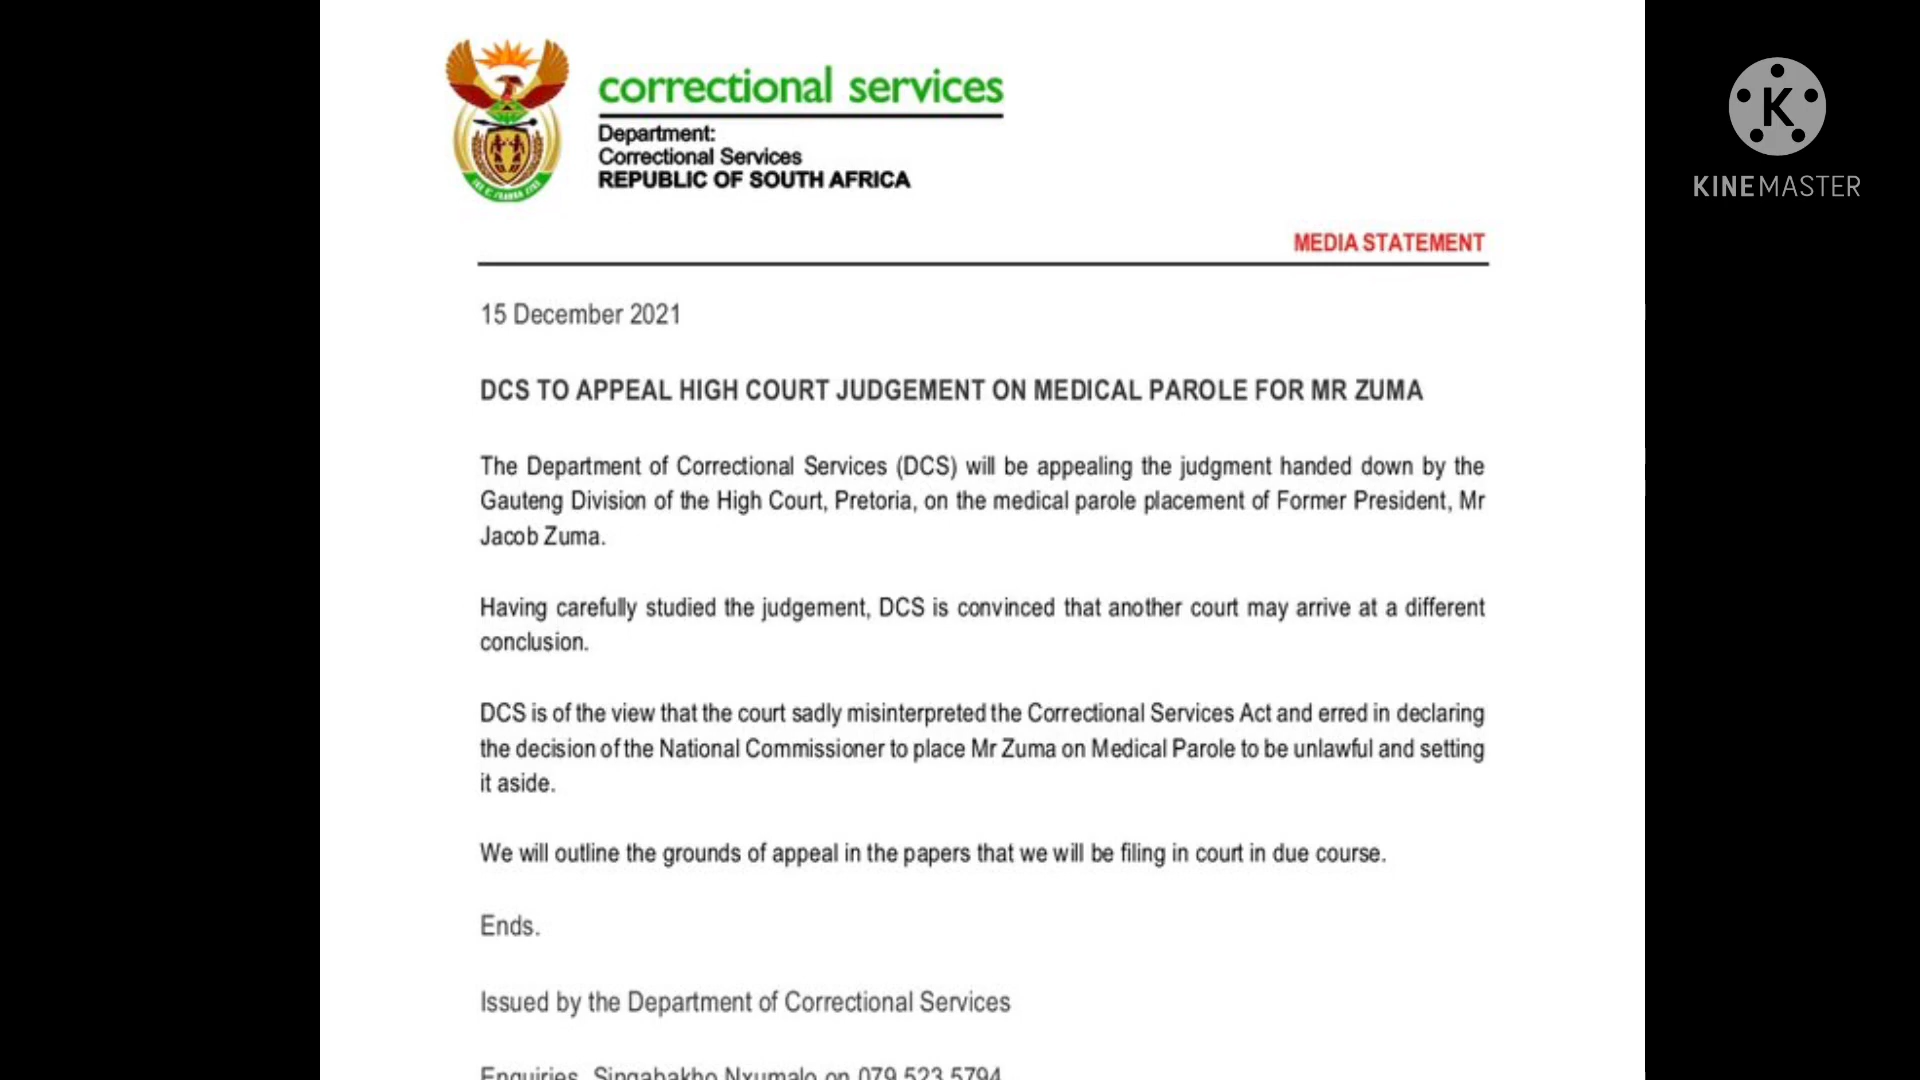 correctional services
Department:
Correctional Services
REPUBLIC OF SOUTH AFRICA
K
KINEMASTER
MEDIA STATEMENT
15 December 2021
DCS TO APPEAL HIGH COURT JUDGEMENT ON MEDICAL PAROLE FOR MR ZUMA
The Department of Correctional Services (DCS) will be appealing the judgment handed down by the
Gauteng Division of the High Court, Pretoria, on the medical parole placement of Former President, Mr
Jacob Zuma.
Having carefully studied the judgement, DCS is convinced that another court may arrive at a different
conclusion.
DCS is of the view that the court sadly misinterpreted the Correctional Services Act and erred in declaring
the decision of the National Commissioner to place Mr Zuma on Medical Parole to be unlawful and setting
it aside.
We will outline the grounds of appeal in the papers that we will be filing in court in due course.
Ends.
Issued by the Department of Correctional Services
Enquiries, Singabakho Nxumalo on 079 523 5794